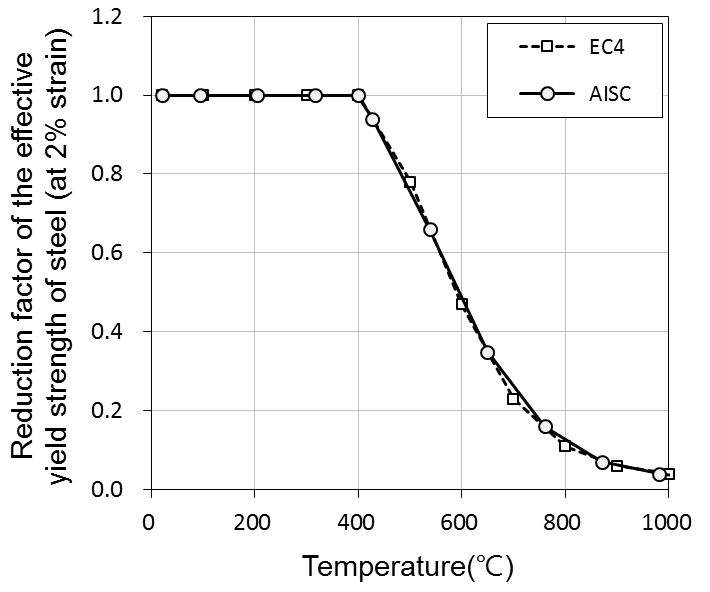 Reduction factor of the effective
yield strength of steel (at 2% strain)
1.2
1.0
0.8
0.6
0.4
0.2
0.0
EC4
AISC
0 200 400 600 800 1000
Temperature(℃)